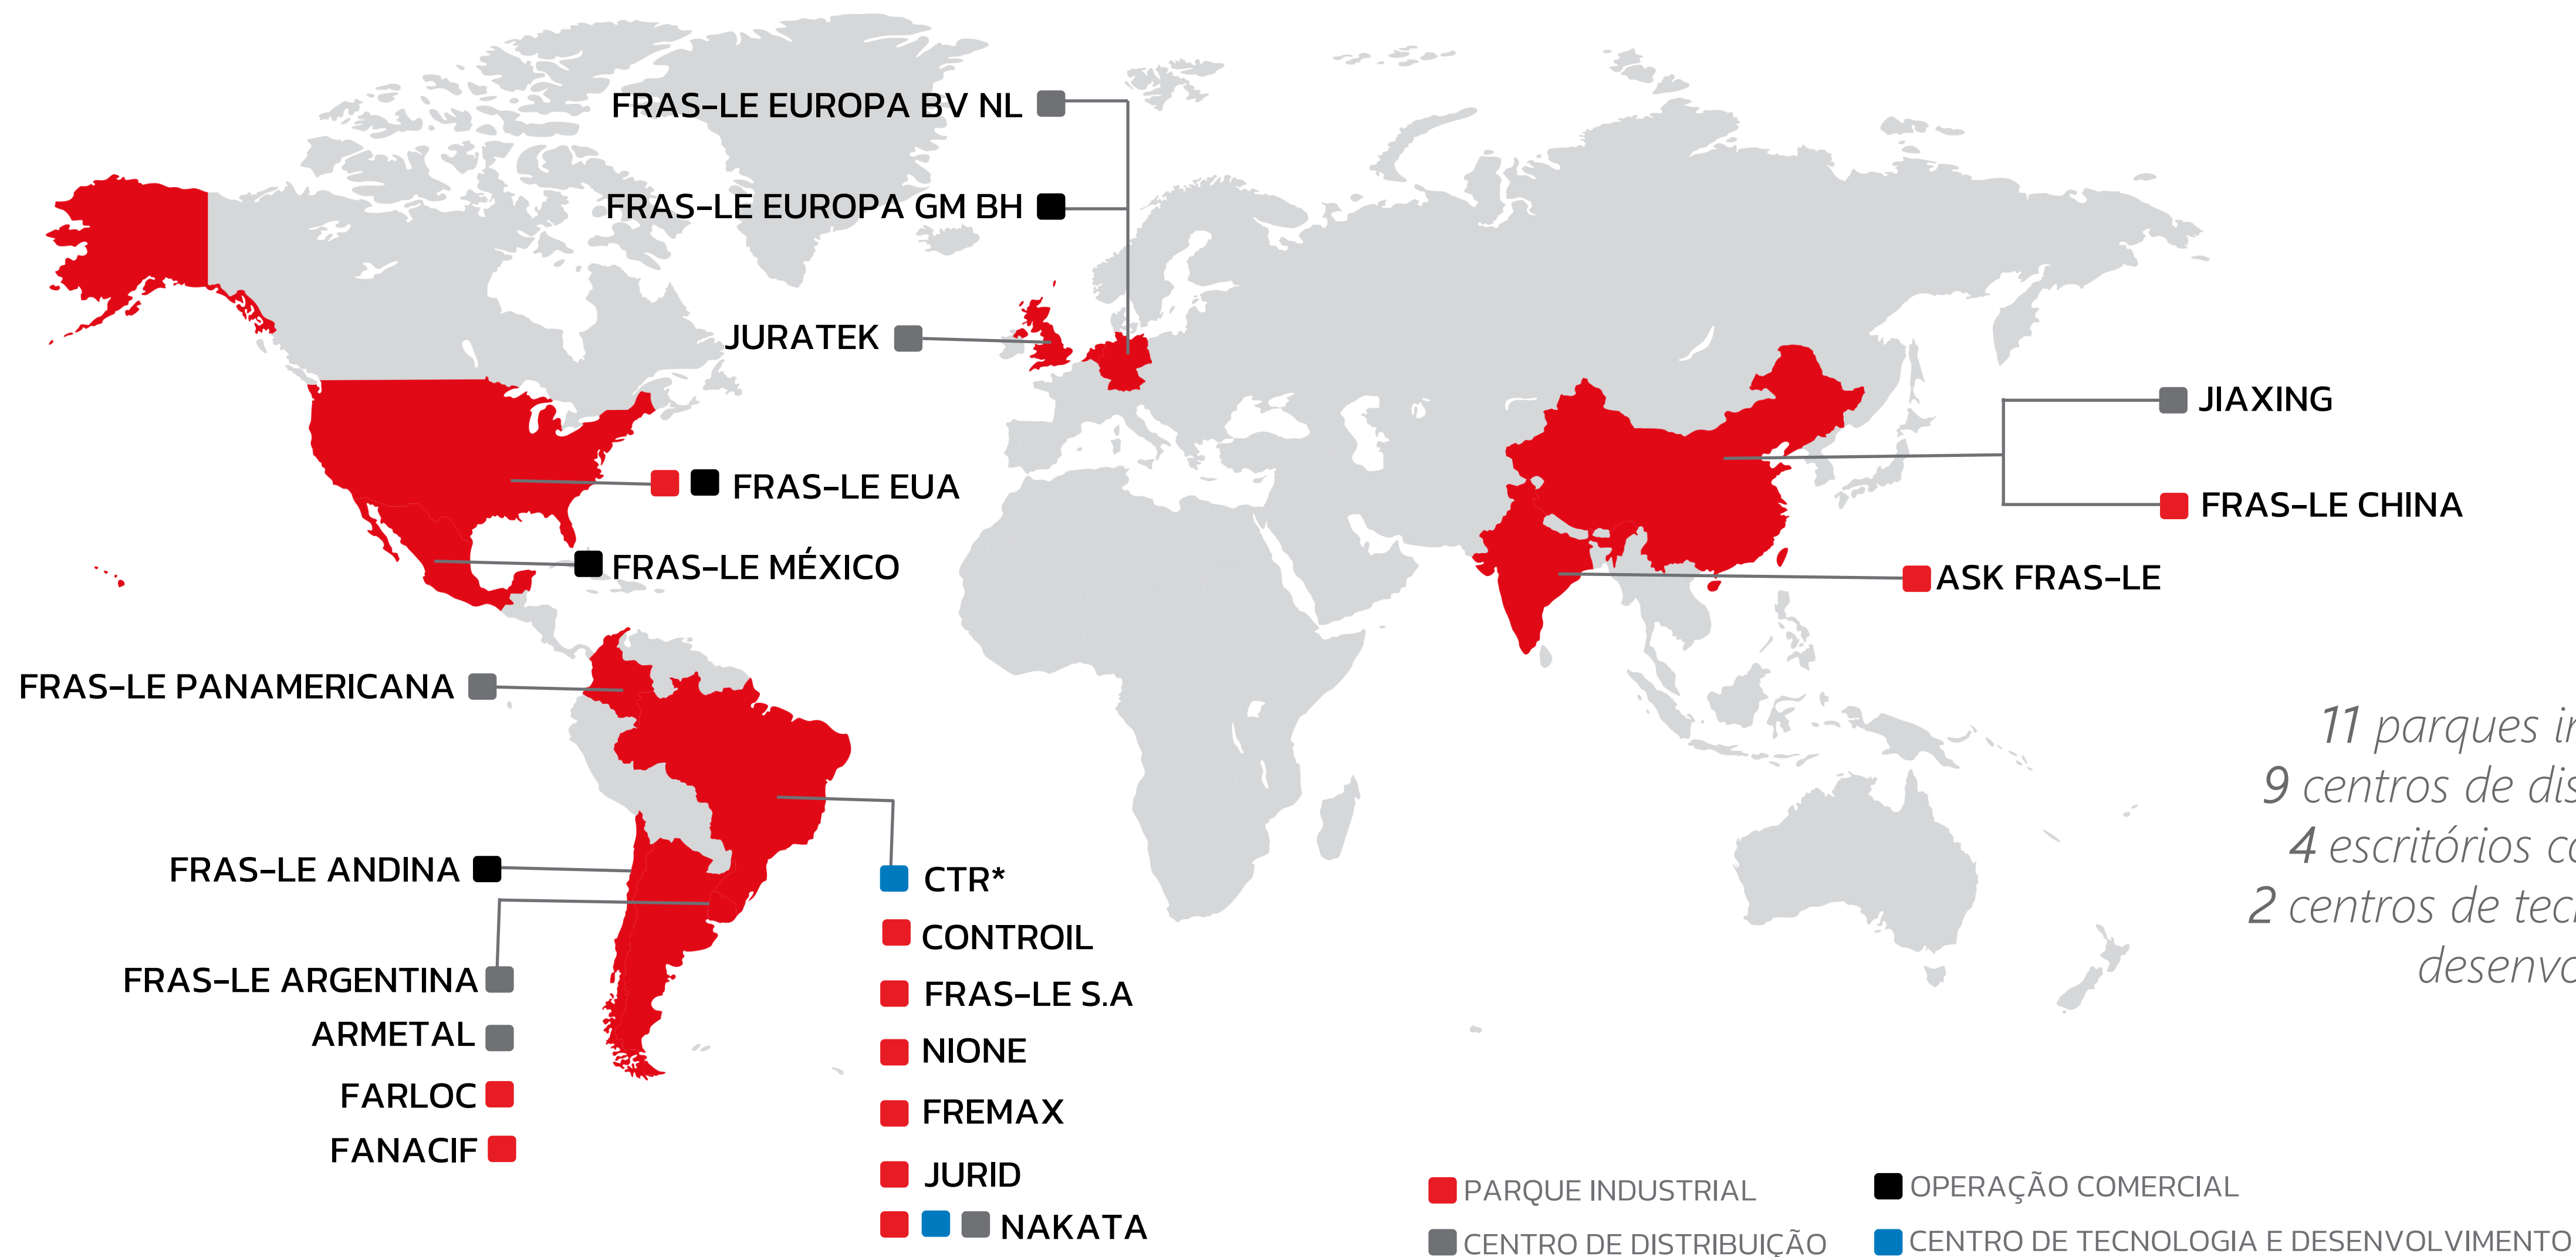 FRAS-LE EUROPA BV NL
FRAS-LE EUROPA GM BH
JURATEK
FRAS-LE EUA
FRAS-LE MÉXICO
JIAXING
FRAS-LE CHINA
ASK FRAS-LE
FRAS-LE PANAMERICANA
FRAS-LE ANDINA
FRAS-LE ARGENTINA
ARMETAL
FARLOC
FANACIF
CTR*
CONTROIL
FRAS-LE S.A
NIONE
FREMAX
JURID
NAKATA
11 parques
9 centros de
4 escritórios
2 centros de
PARQUE INDUSTRIAL
OPERAÇÃO COMERCIAL
CENTRO DE DISTRIBUIÇÃO
CENTRO DE TECNOLOGIA E DESENVOLVIMENTO